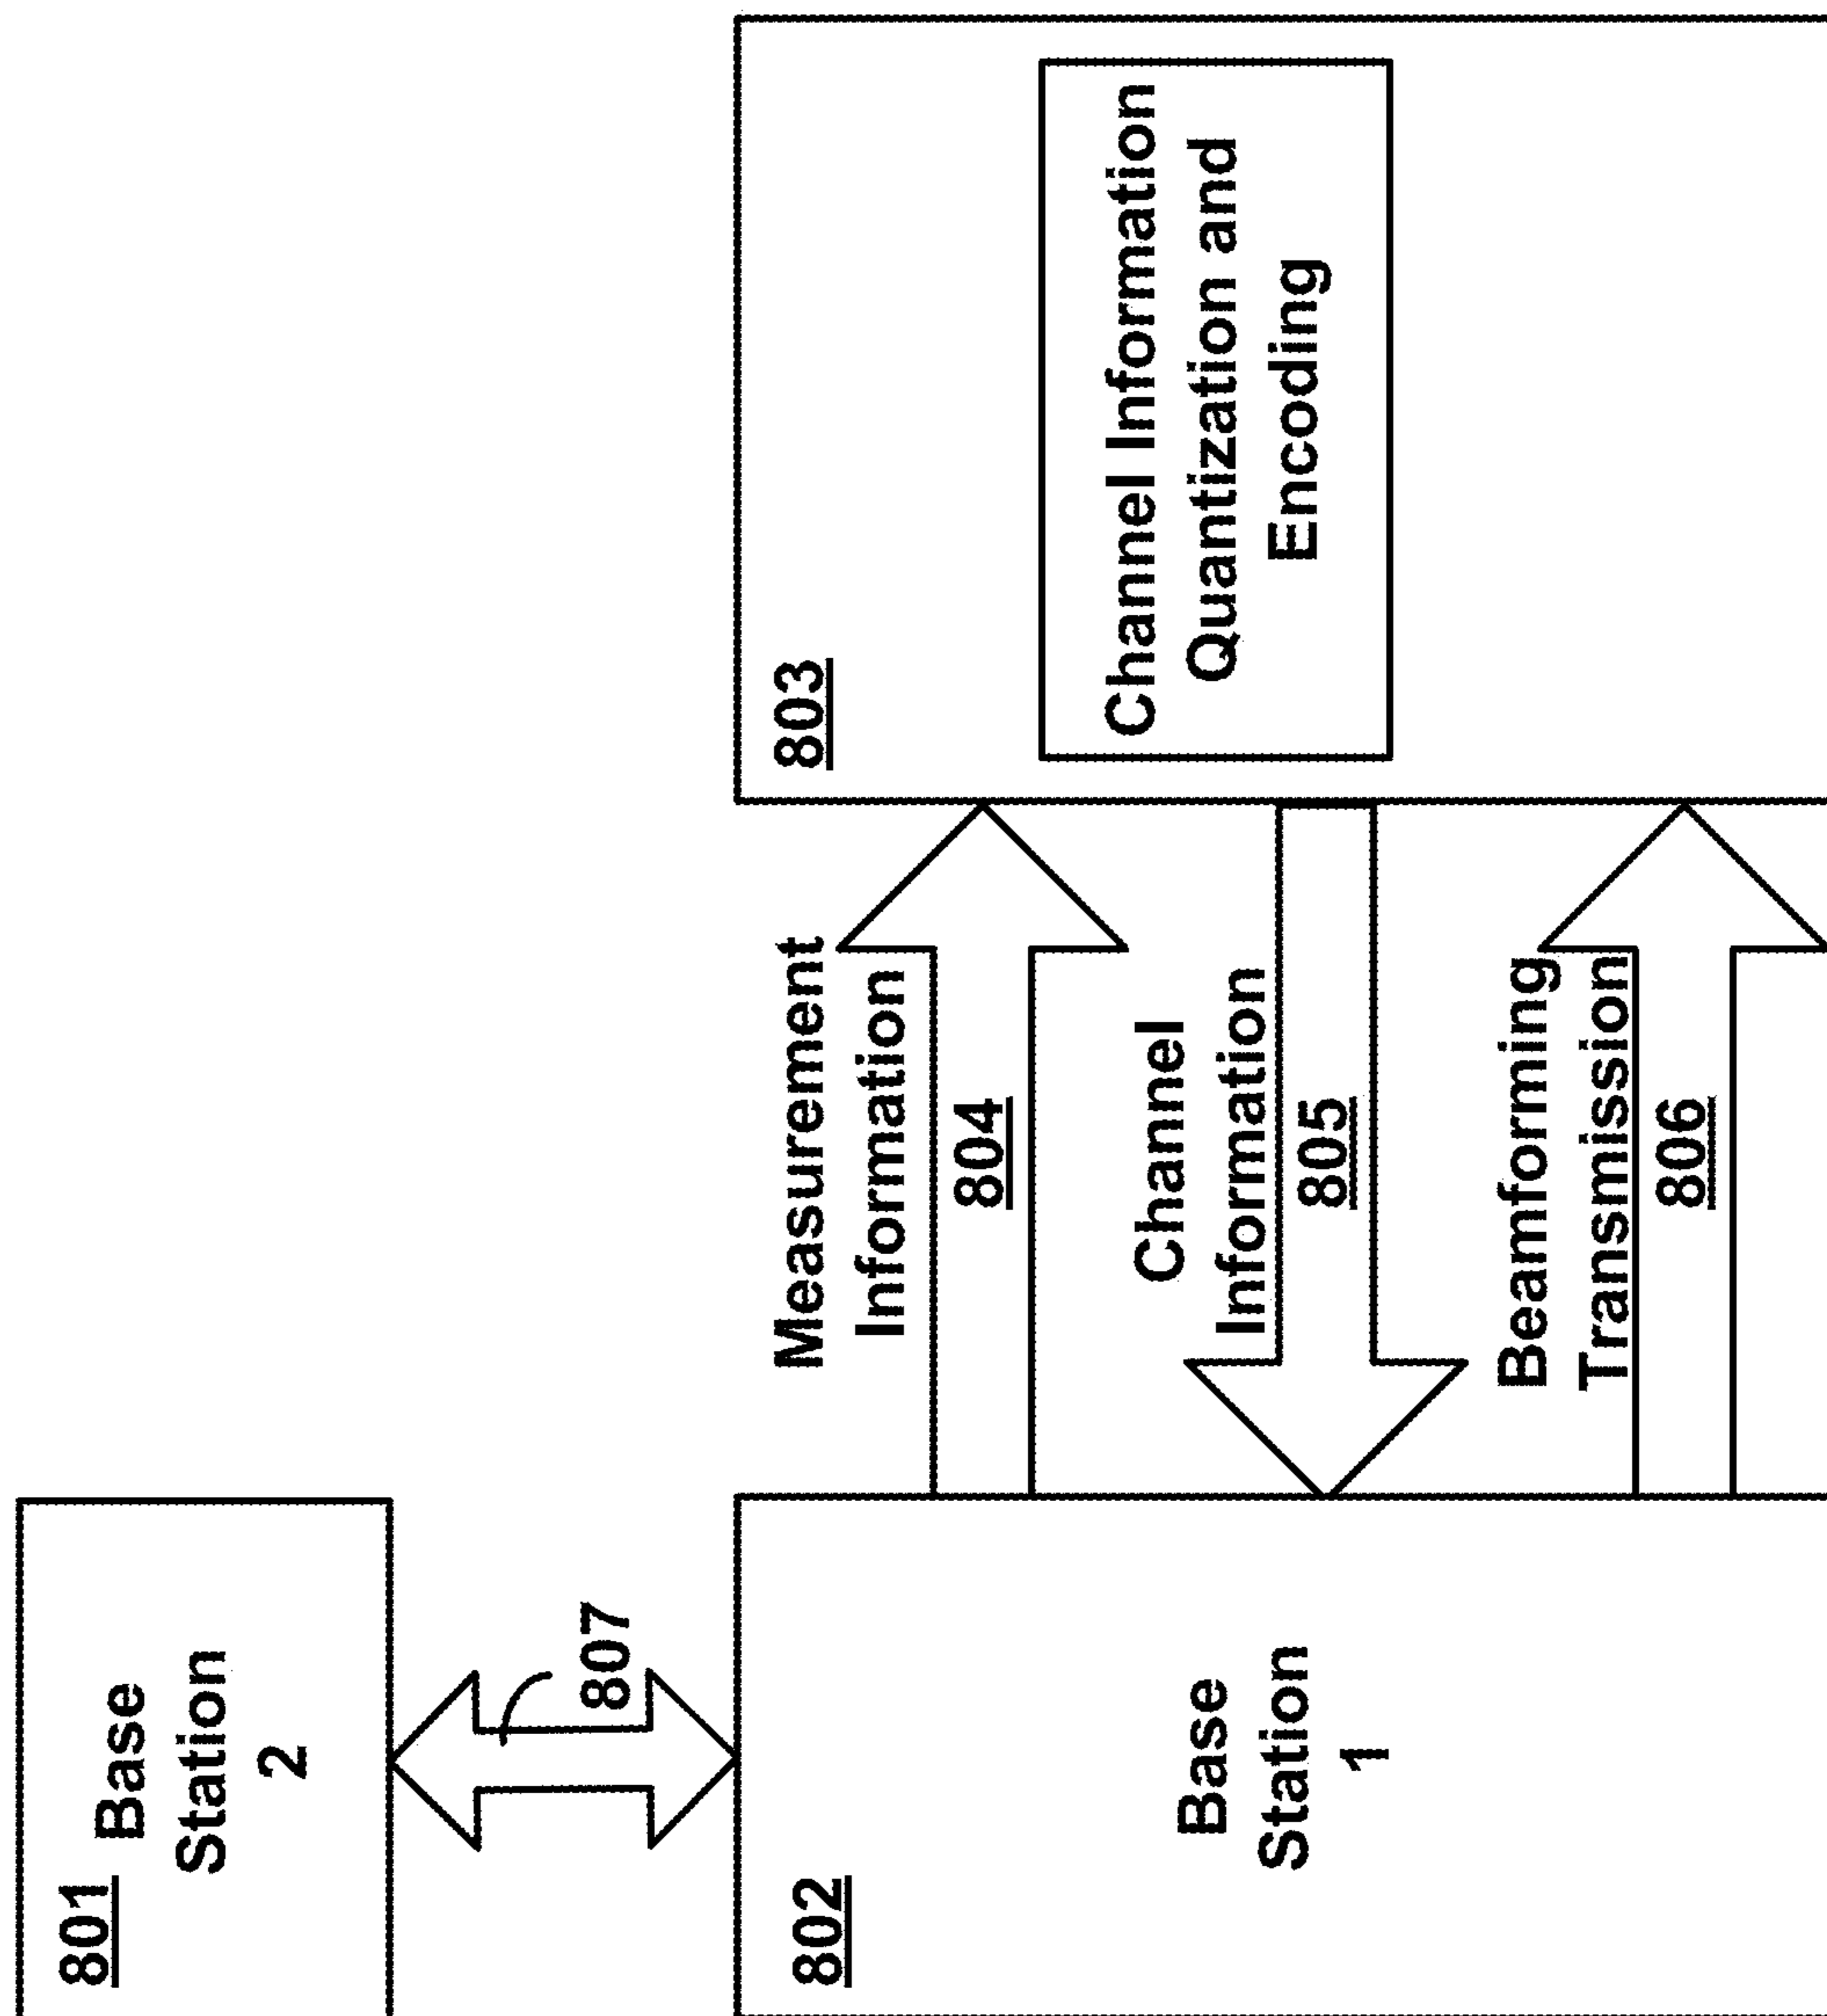 801
Base
Station
2
807
802
Base
Station
1
Measurement
Information
804
Channel
Information
805
Beamforming
Transmission
806
803
Channel Information
Quantization and
Encoding